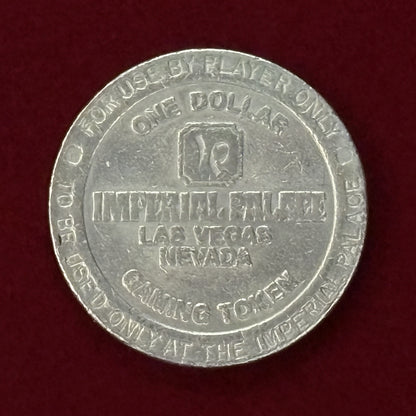 FOR USE BY PLAYER ONLY
ONE DOLLAR
IP
IMPERIAL PALACE
LAS VEGAS
NEVADA
GAMING TOKEN
TO BE USED ONLY AT THE IMPERIAL PALACE